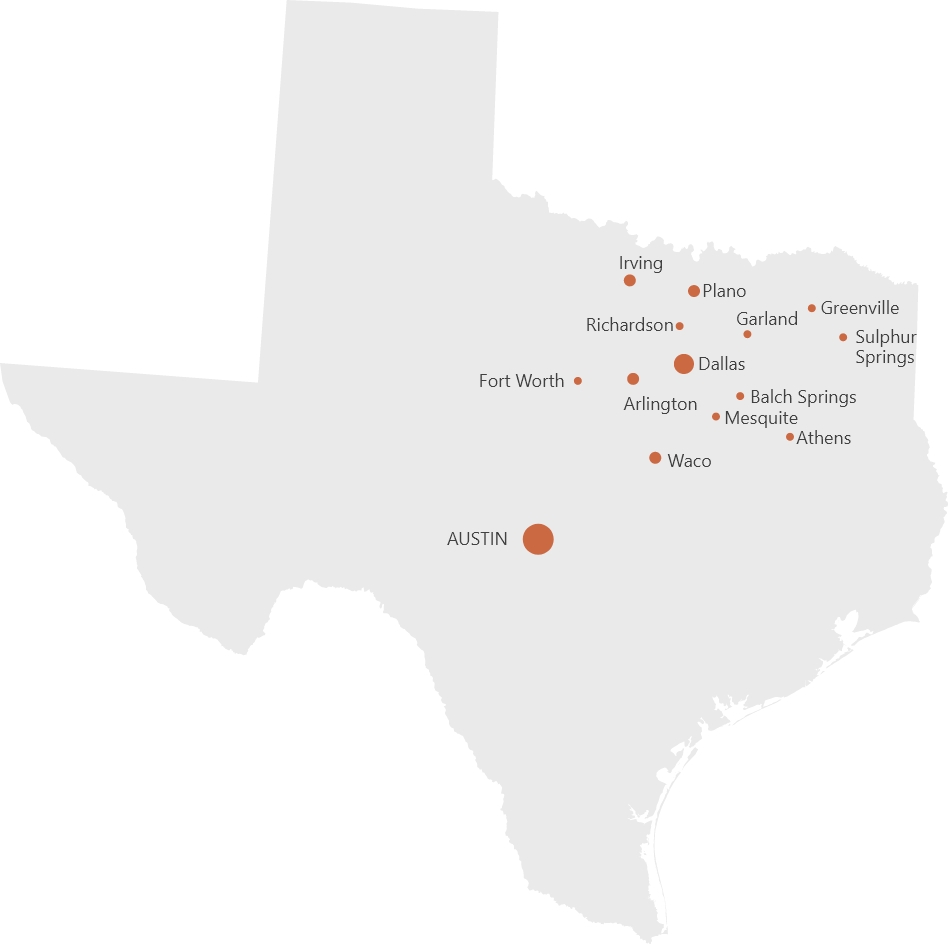 Irving
Plano
Greenville
Garland
Richardson
Sulphur
Springs
Dallas
Fort Worth
Arlington
Balch Springs
Mesquite
Athens
Waco
AUSTIN